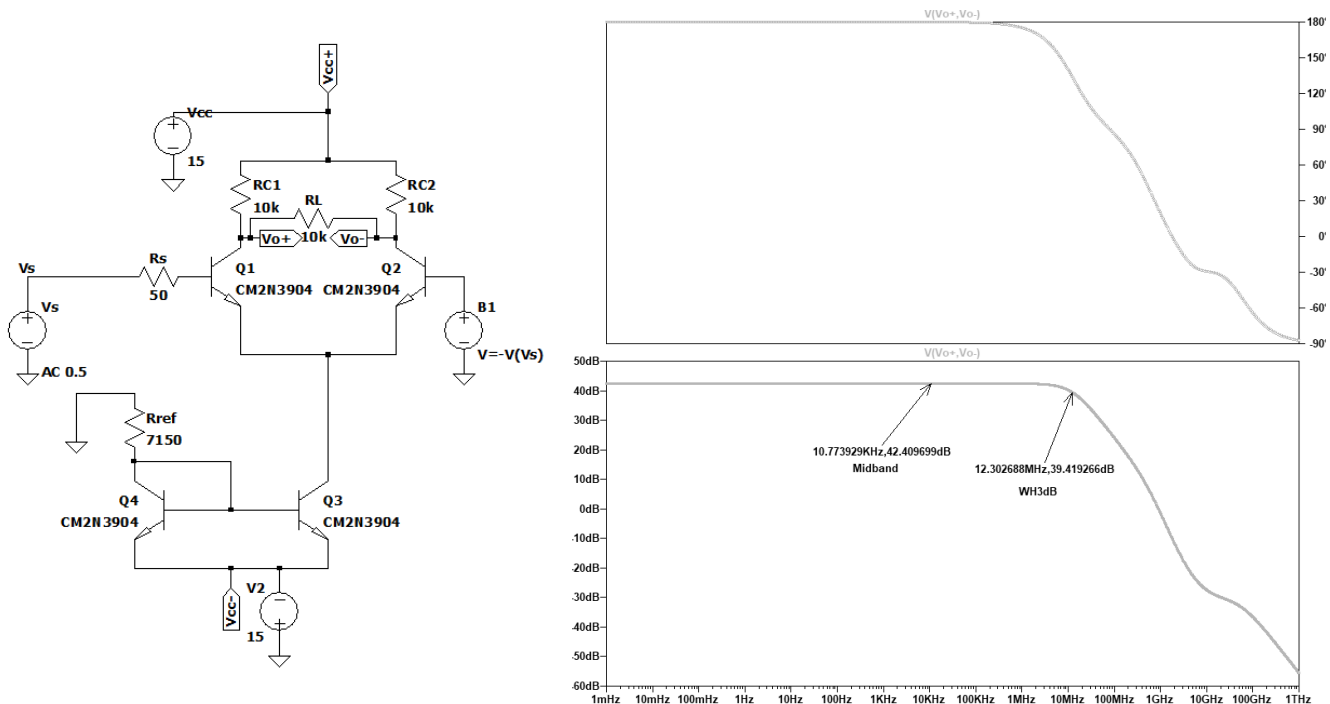 Vcc+
Vcc
15
RC1
10k
RC2
10k
RL
10k
Vo+
Vo-
Vs
Rs
50
Q1
CM2N3904
Q2
CM2N3904
Vs
AC 0.5
B1
V=-V(Vs)
Rref
7150
Q4
CM2N3904
Q3
CM2N3904
Vcc-
V2
15
V(Vo+,Vo-)
180°
150°
120°
90°
60°
30°
0°
-30°
-60°
-90°
V(Vo+,Vo-)
50dB
40dB
30dB
20dB
10dB
0dB
-10dB
-20dB
-30dB
-40dB
-50dB
-60dB
10.773929KHz,42.409699dB
Midband
12.302688MHz,39.419266dB
WH3dB
1mHz 10mHz 100mHz 1Hz 10Hz 100Hz 1KHz 10KHz 100KHz 1MHz 10MHz 100MHz 1GHz 10GHz 100GHz 1THz